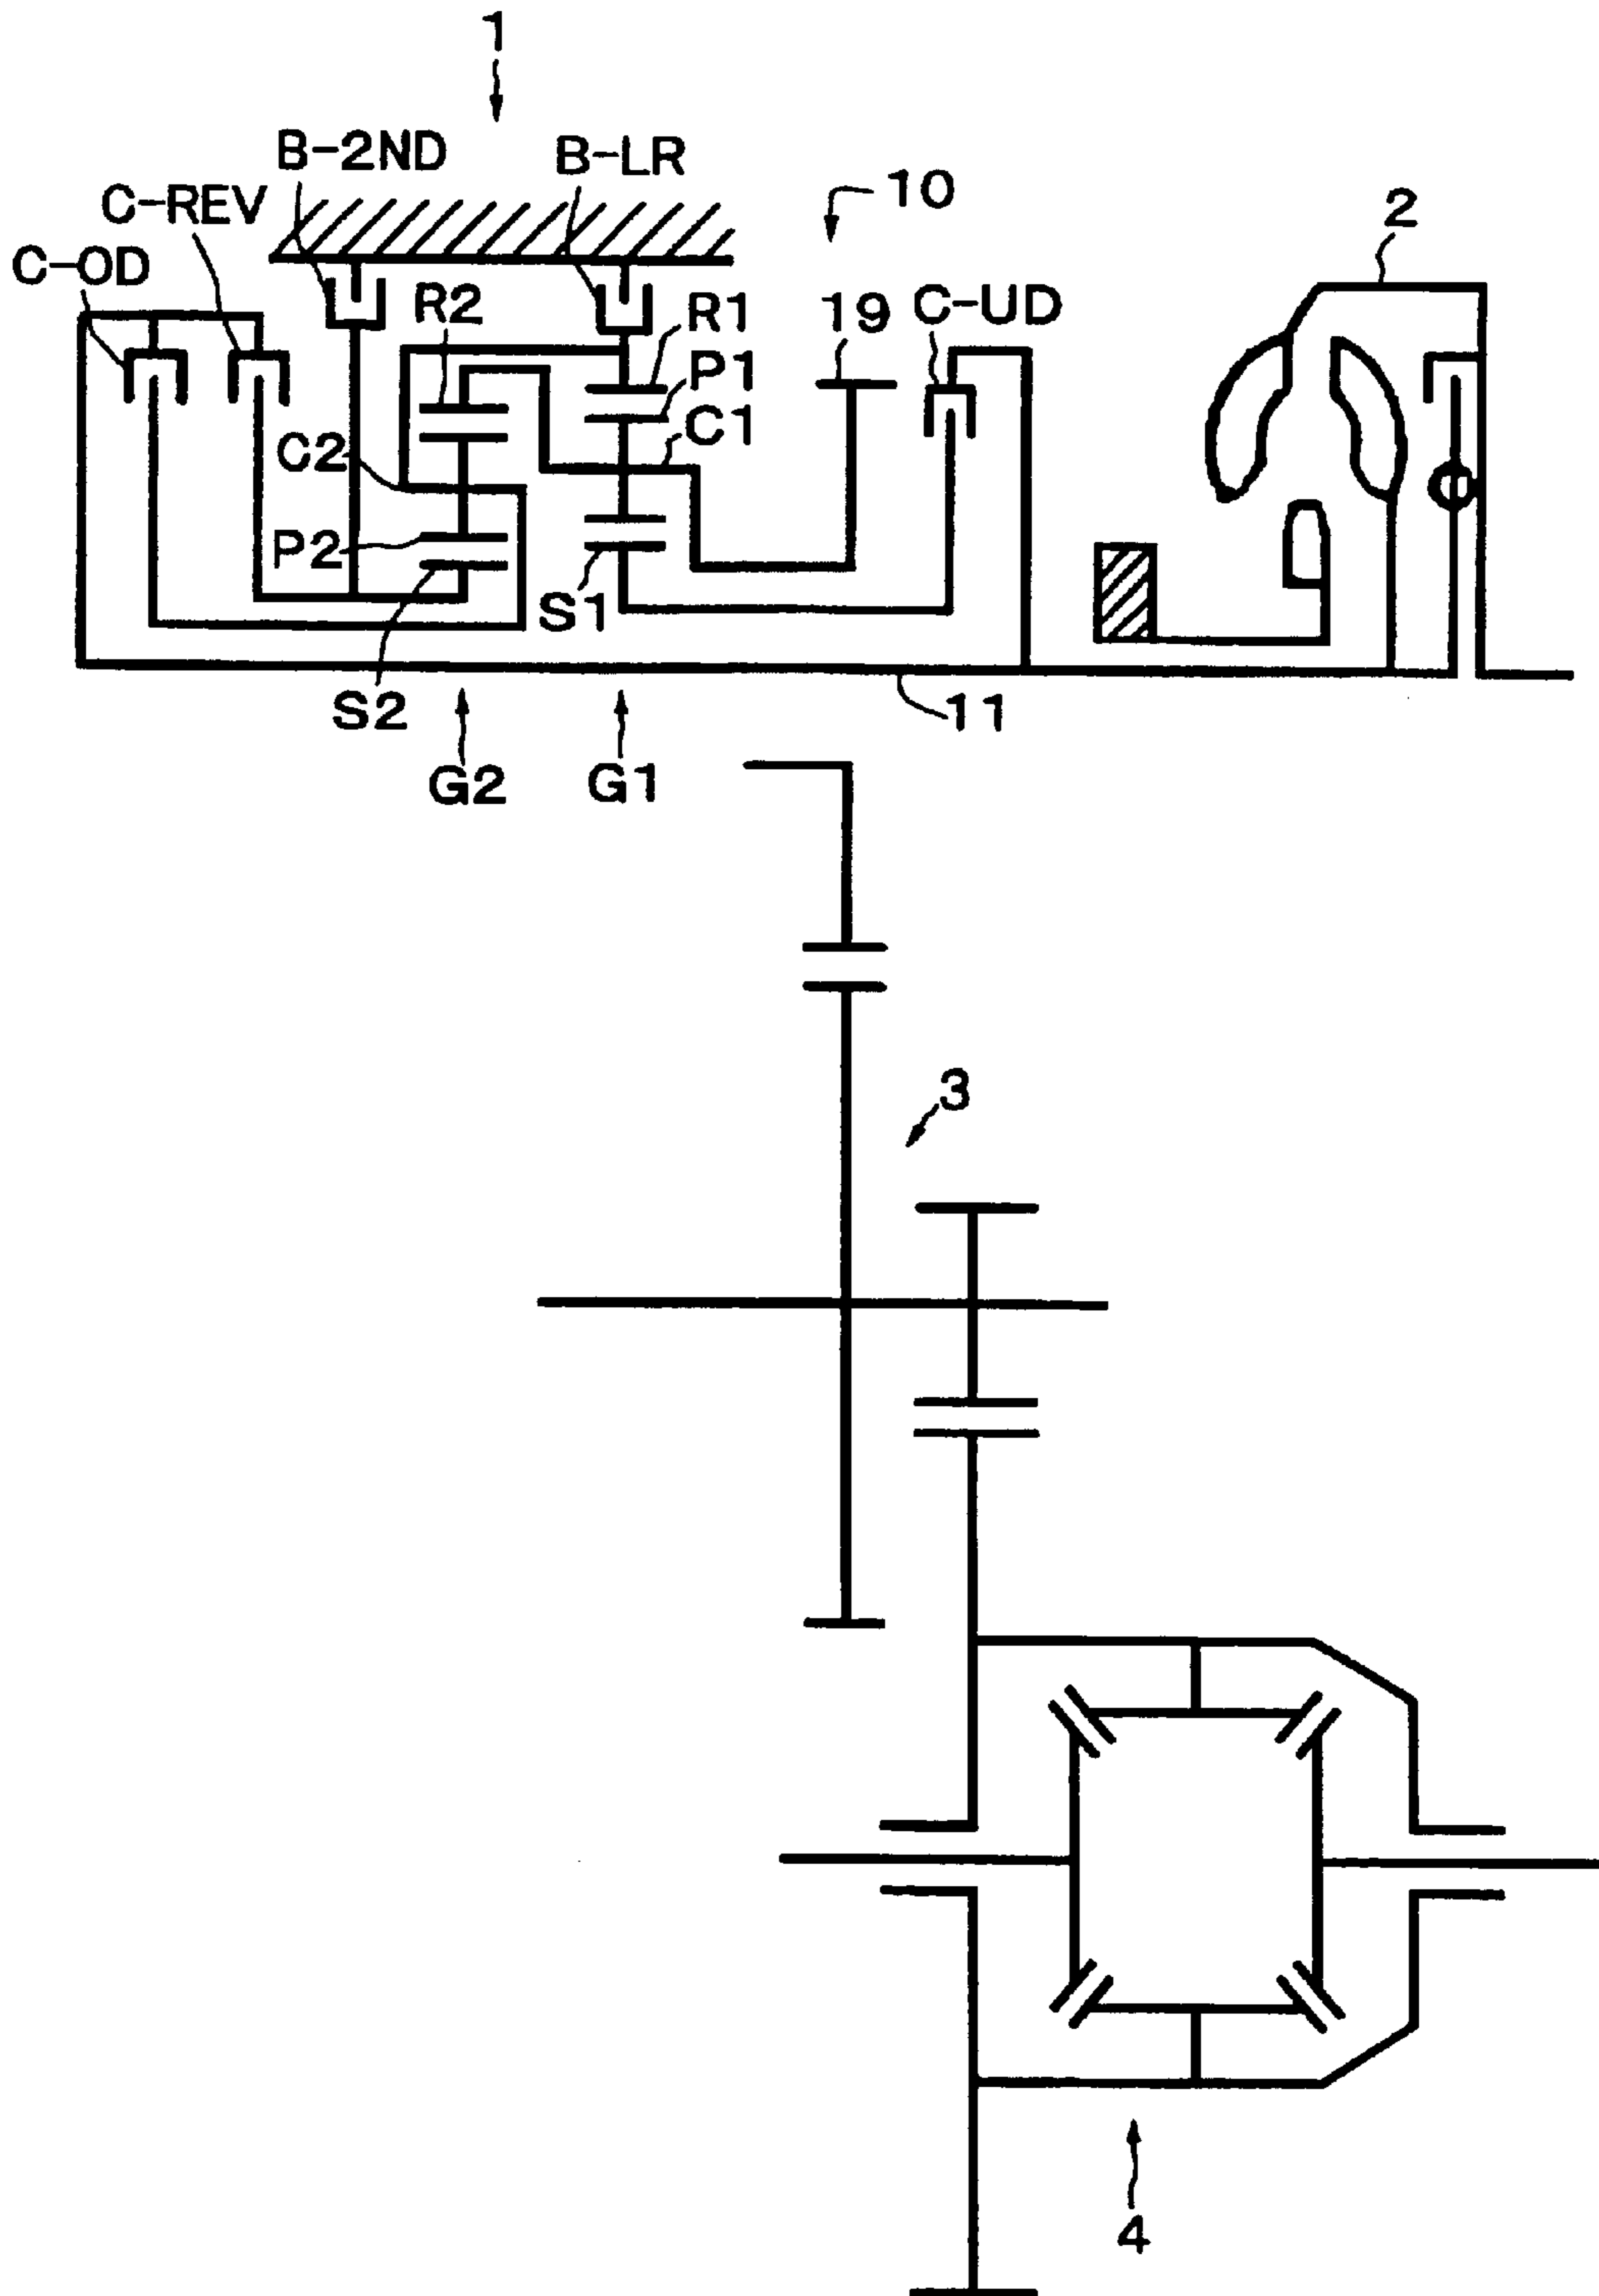 1
B-2ND
B-LR
10
C-REV
2
C-OD
R2
R1
19
C-UD
P1
C1
C2
P2
S1
S2
11
G2
G1
3
4